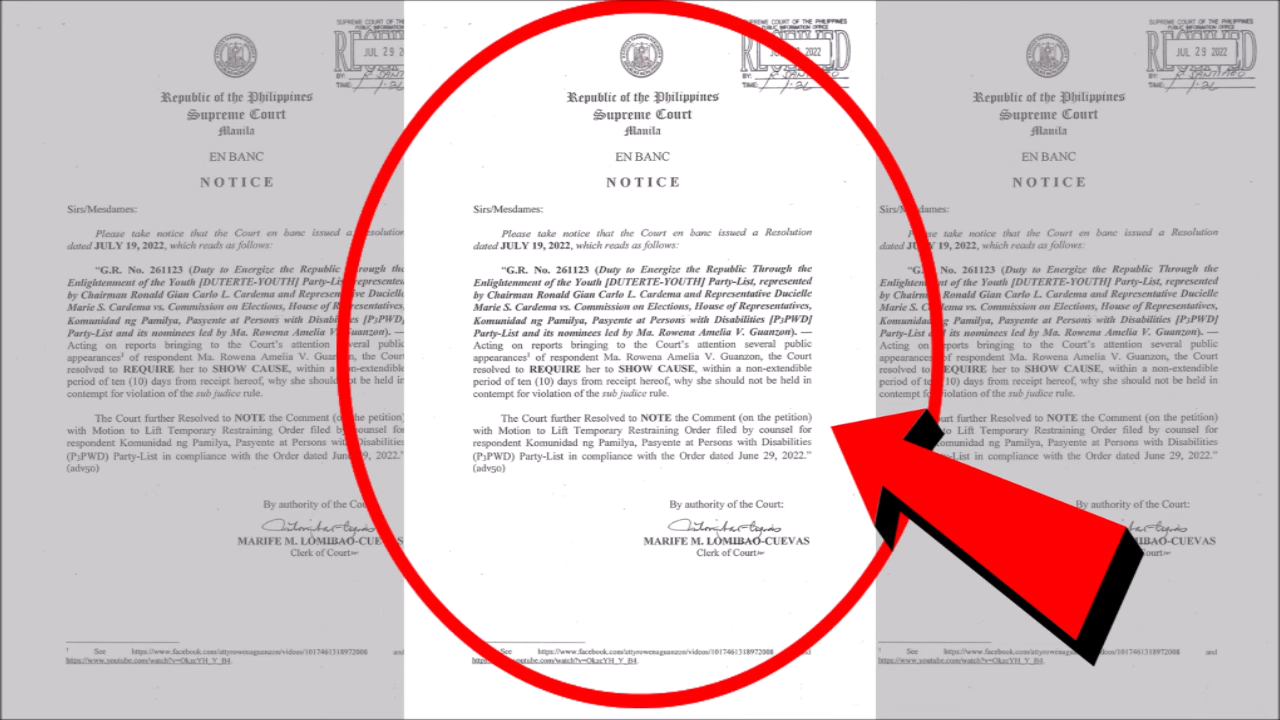 SUPREME COURT OF THE PHILIPPINES
PUBLIC INFORMATION OFFICE
RECEIVED
JUL 29 2022
BY:
TIME:
Republic of the Philippines
Supreme Court
Manila
EN BANC
NOTICE
Sirs/Mesdames:
Please take notice that the Court en banc issued a Resolution
dated JULY 19, 2022, which reads as follows:
"G.R. No. 261123 (Duty to Energize the Republic Through the
Enlightenment of the Youth [DUTERTE-YOUTH] Party-List, represented
by Chairman Ronald Gian Carlo L. Cardema and Representative Ducielle
Marie S. Cardema vs. Commission on Elections, House of Representatives,
Komunidad ng Pamilya, Pasyente at Persons with Disabilities [P3PWD]
Party-List and its nominees led by Ma. Rowena Amelia V. Guanzon). —
Acting on reports bringing to the Court's attention several public
appearances¹ of respondent Ma. Rowena Amelia V. Guanzon, the Court
resolved to REQUIRE her to SHOW CAUSE, within a non-extendible
period of ten (10) days from receipt hereof, why she should not be held in
contempt for violation of the sub judice rule.
The Court further Resolved to NOTE the Comment (on the petition)
with Motion to Lift Temporary Restraining Order filed by counsel for
respondent Komunidad ng Pamilya, Pasyente at Persons with Disabilities
(P3PWD) Party-List in compliance with the Order dated June 29, 2022."
(adv50)
By authority of the Court:
MARIFE M. LOMIBAO-CUEVAS
Clerk of Court
See https://www.facebook.com/attyrowenaguanzon/videos/1017461318972008 and